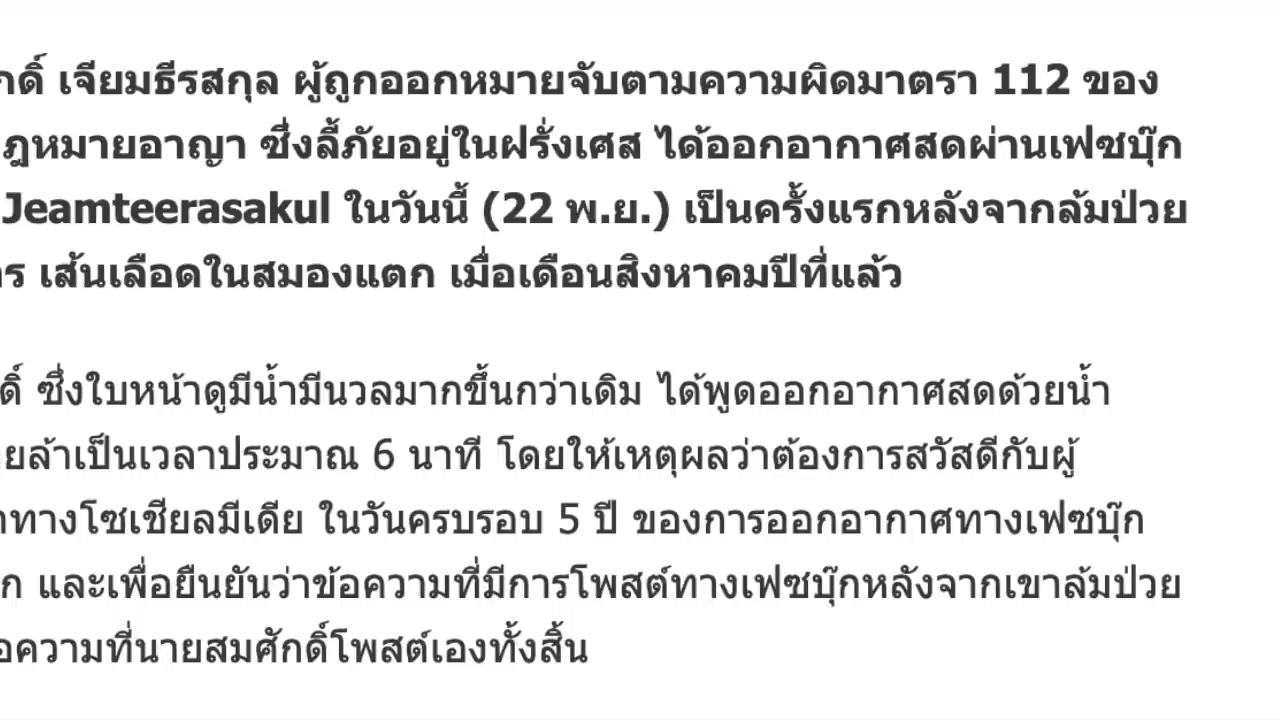 กดิ์ เจียมธีรสกุล ผู้ถูกออกหมายจับตามความผิดมาตรา 112 ของ
ฎหมายอาญา ซึ่งลี้ภัยอยู่ในฝรั่งเศส ได้ออกอากาศสดผ่านเฟซบุ๊ก
Jeamteerasakul ในวันนี้ (22 พ.ย.) เป็นครั้งแรกหลังจากล้มป่วย
ร เส้นเลือดในสมองแตก เมื่อเดือนสิงหาคมปีที่แล้ว
ดิ์ ซึ่งใบหน้าดูมีน้ำมีนวลมากขึ้นกว่าเดิม ได้พูดออกอากาศสดด้วยน้ำ
ยล้าเป็นเวลาประมาณ 6 นาที โดยให้เหตุผลว่าต้องการสวัสดีกับผู้
ทางโซเชียลมีเดีย ในวันครบรอบ 5 ปี ของการออกอากาศทางเฟซบุ๊ก
ก และเพื่อยืนยันว่าข้อความที่มีการโพสต์ทางเฟซบุ๊กหลังจากเขาล้มป่วย
อความที่นายสมศักดิ์โพสต์เองทั้งสิ้น